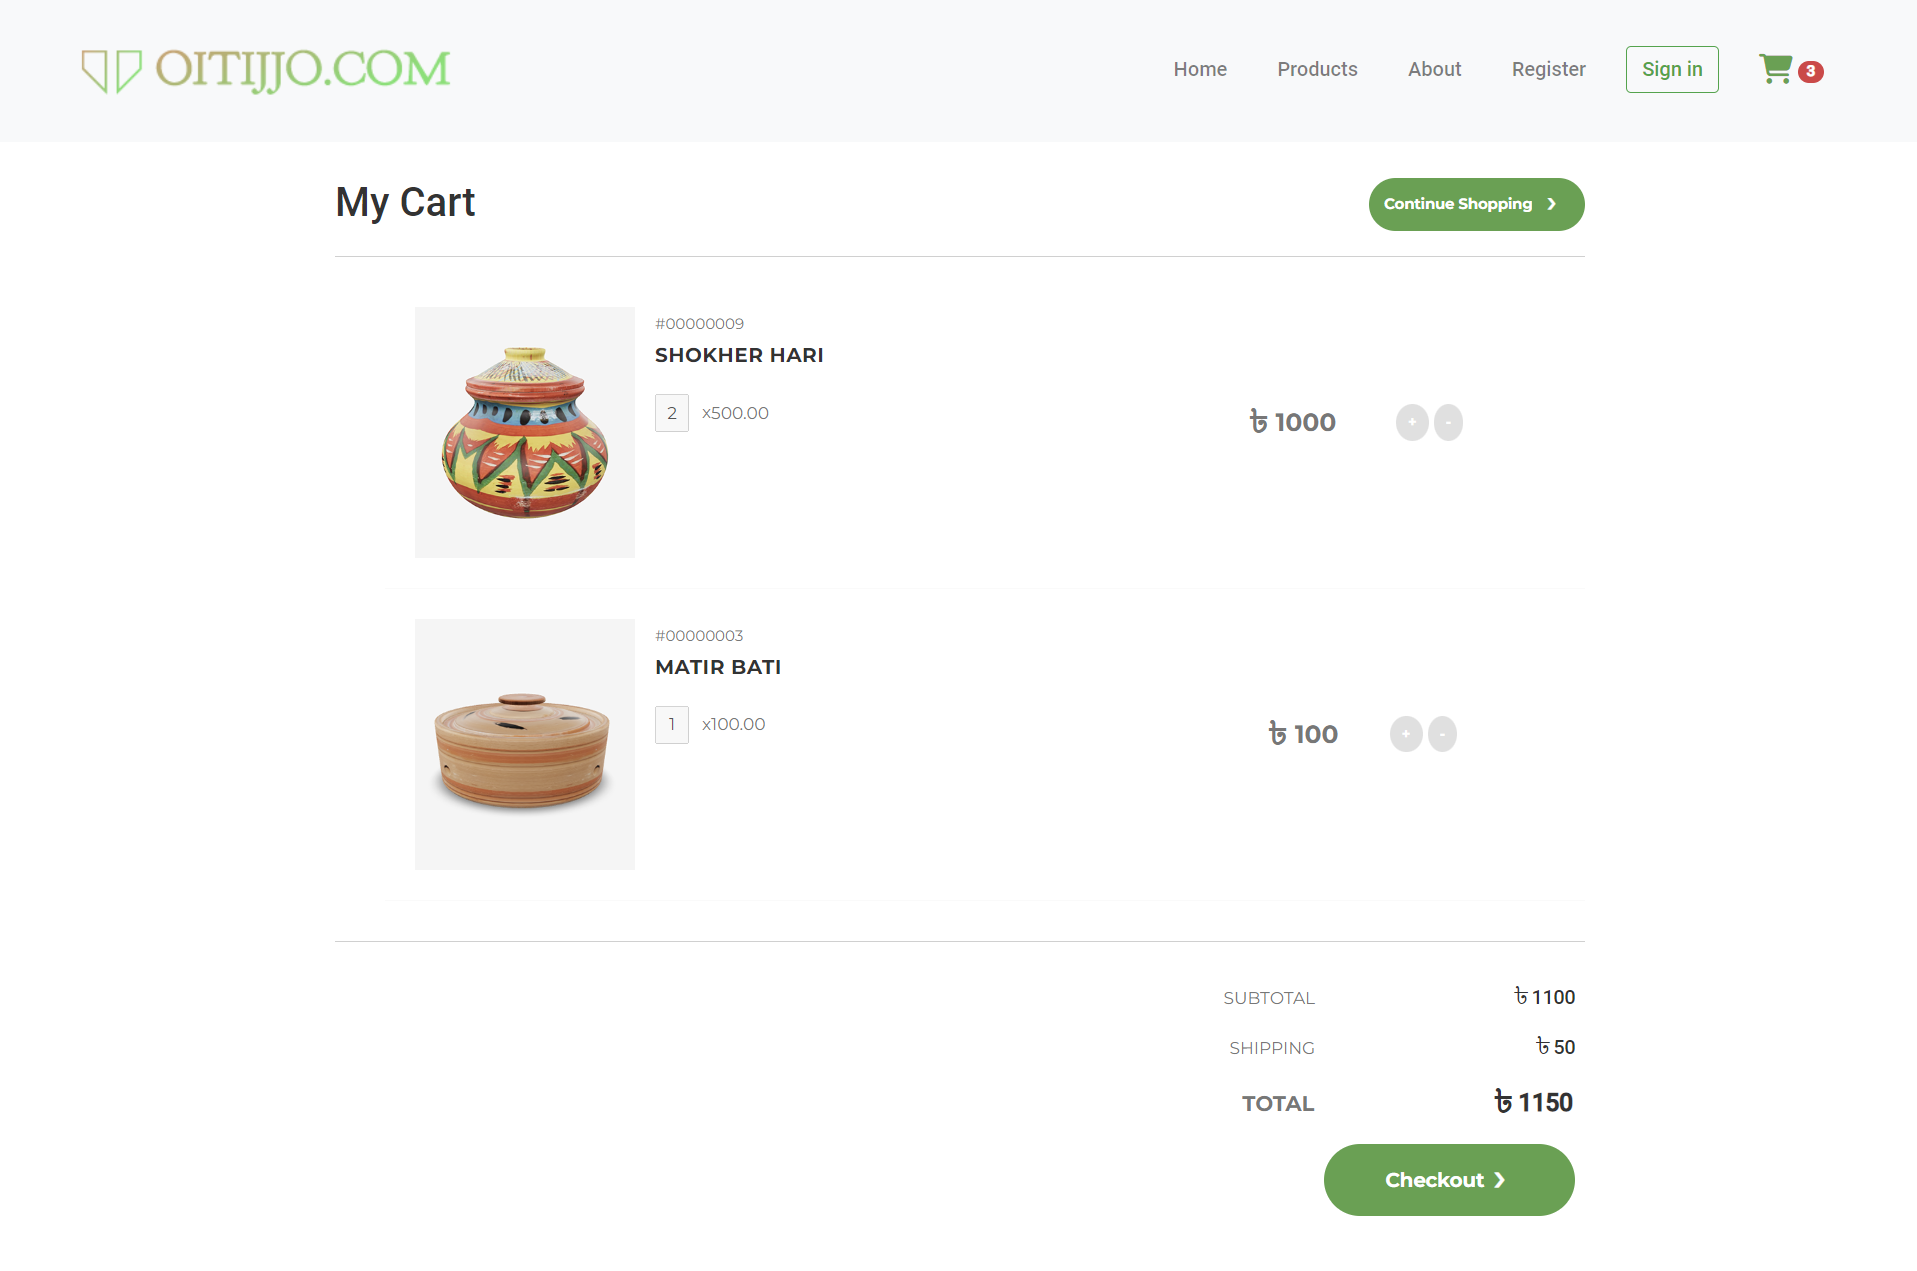 OITIJJO.COM
Home Products About Register Sign in 3
My Cart
Continue Shopping ❯
#00000009
SHOKHER HARI
2 x500.00
৳ 1000 + -
#00000003
MATIR BATI
1 x100.00
৳ 100 + -
SUBTOTAL ৳ 1100
SHIPPING ৳ 50
TOTAL ৳ 1150
Checkout ❯